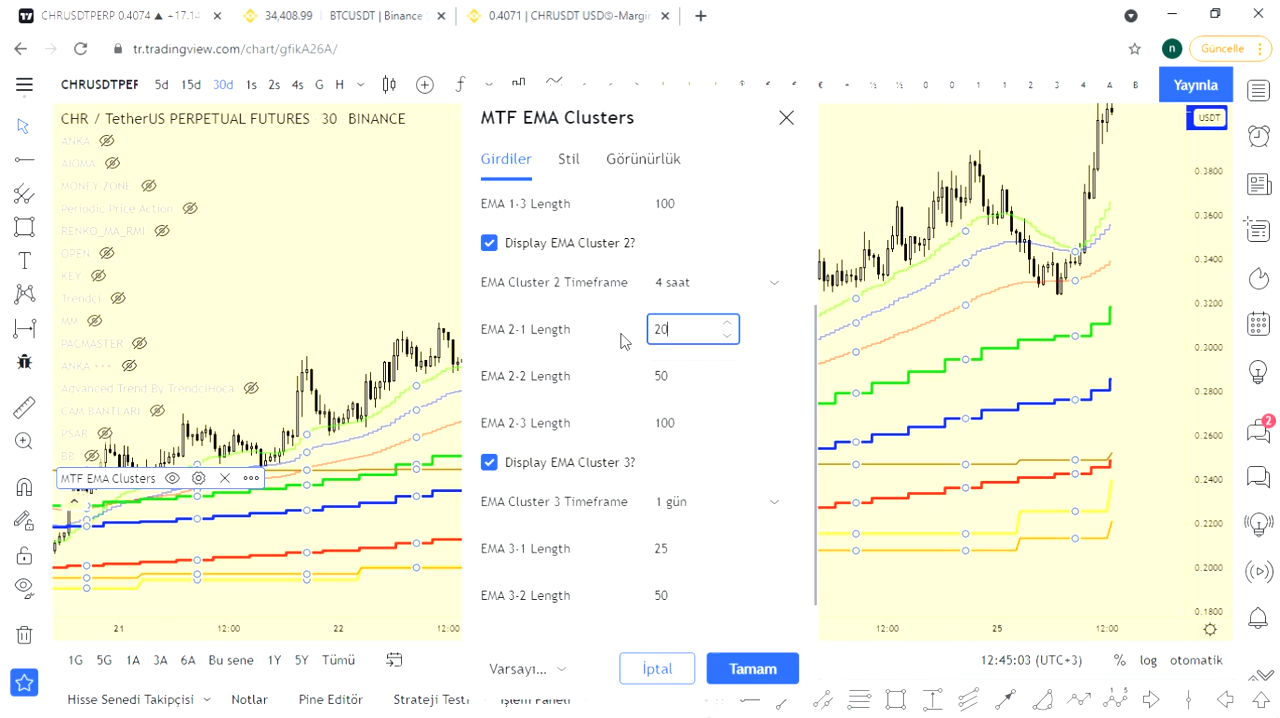 CHRUSDTPERP 0.4074 ▲ +17.14
34,408.99 BTCUSDT | Binance
0.4071 | CHRUSDT USDⓈ-Margin
tr.tradingview.com/chart/gfikA26A/
n
Güncelle
CHRUSDTPERP 5d 15d 30d 1s 2s 4s G H
A B
Yayınla
CHR / TetherUS PERPETUAL FUTURES 30 BINANCE
ANKA
AIOMA
MONEY ZONE
Periodic Price Action
RENKO_MA_RMI
OPEN
KEY
Trendci
MM
PACMASTER
ANKA +++
Advanced Trend By TrendciHoca
CAM BANTLARI
PSAR
BB
MTF EMA Clusters
MTF EMA Clusters
Girdiler Stil Görünürlük
EMA 1-3 Length 100
Display EMA Cluster 2?
EMA Cluster 2 Timeframe 4 saat
EMA 2-1 Length 20
EMA 2-2 Length 50
EMA 2-3 Length 100
Display EMA Cluster 3?
EMA Cluster 3 Timeframe 1 gün
EMA 3-1 Length 25
EMA 3-2 Length 50
Varsayı...
İptal
Tamam
USDT
0.3800
0.3600
0.3400
0.3200
0.3000
0.2800
0.2600
0.2400
0.2200
0.2000
0.1800
2
21 12:00 22 12:00
12:00 25 12:00
1G 5G 1A 3A 6A Bu sene 1Y 5Y Tümü
12:45:03 (UTC+3) % log otomatik
Hisse Senedi Takipçisi Notlar Pine Editör Strateji Testi İşlem Paneli